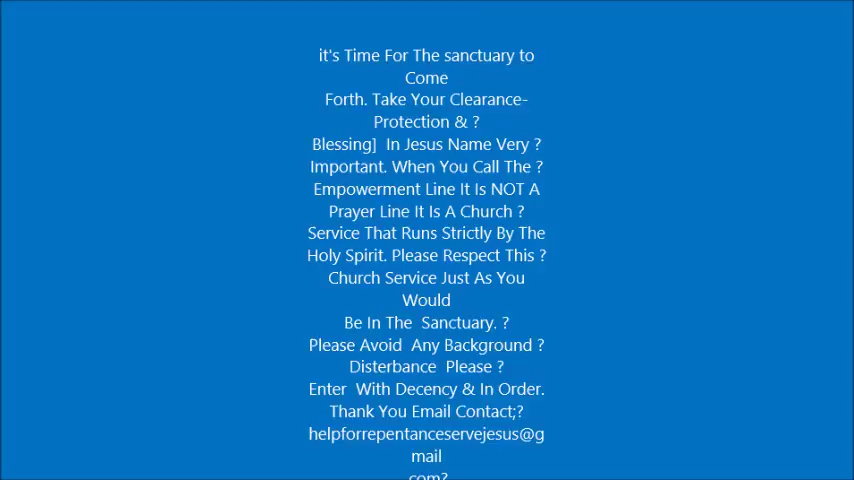 it's Time For The sanctuary to
Come
Forth. Take Your Clearance-
Protection & ?
Blessing]  In Jesus Name Very ?
Important. When You Call The ?
Empowerment Line It Is NOT A
Prayer Line It Is A Church ?
Service That Runs Strictly By The
Holy Spirit. Please Respect This ?
Church Service Just As You
Would
Be In The  Sanctuary. ?
Please Avoid  Any Background ?
Disterbance  Please ?
Enter  With Decency & In Order.
Thank You Email Contact;?
helpforrepentanceservejesus@g
mail
com?